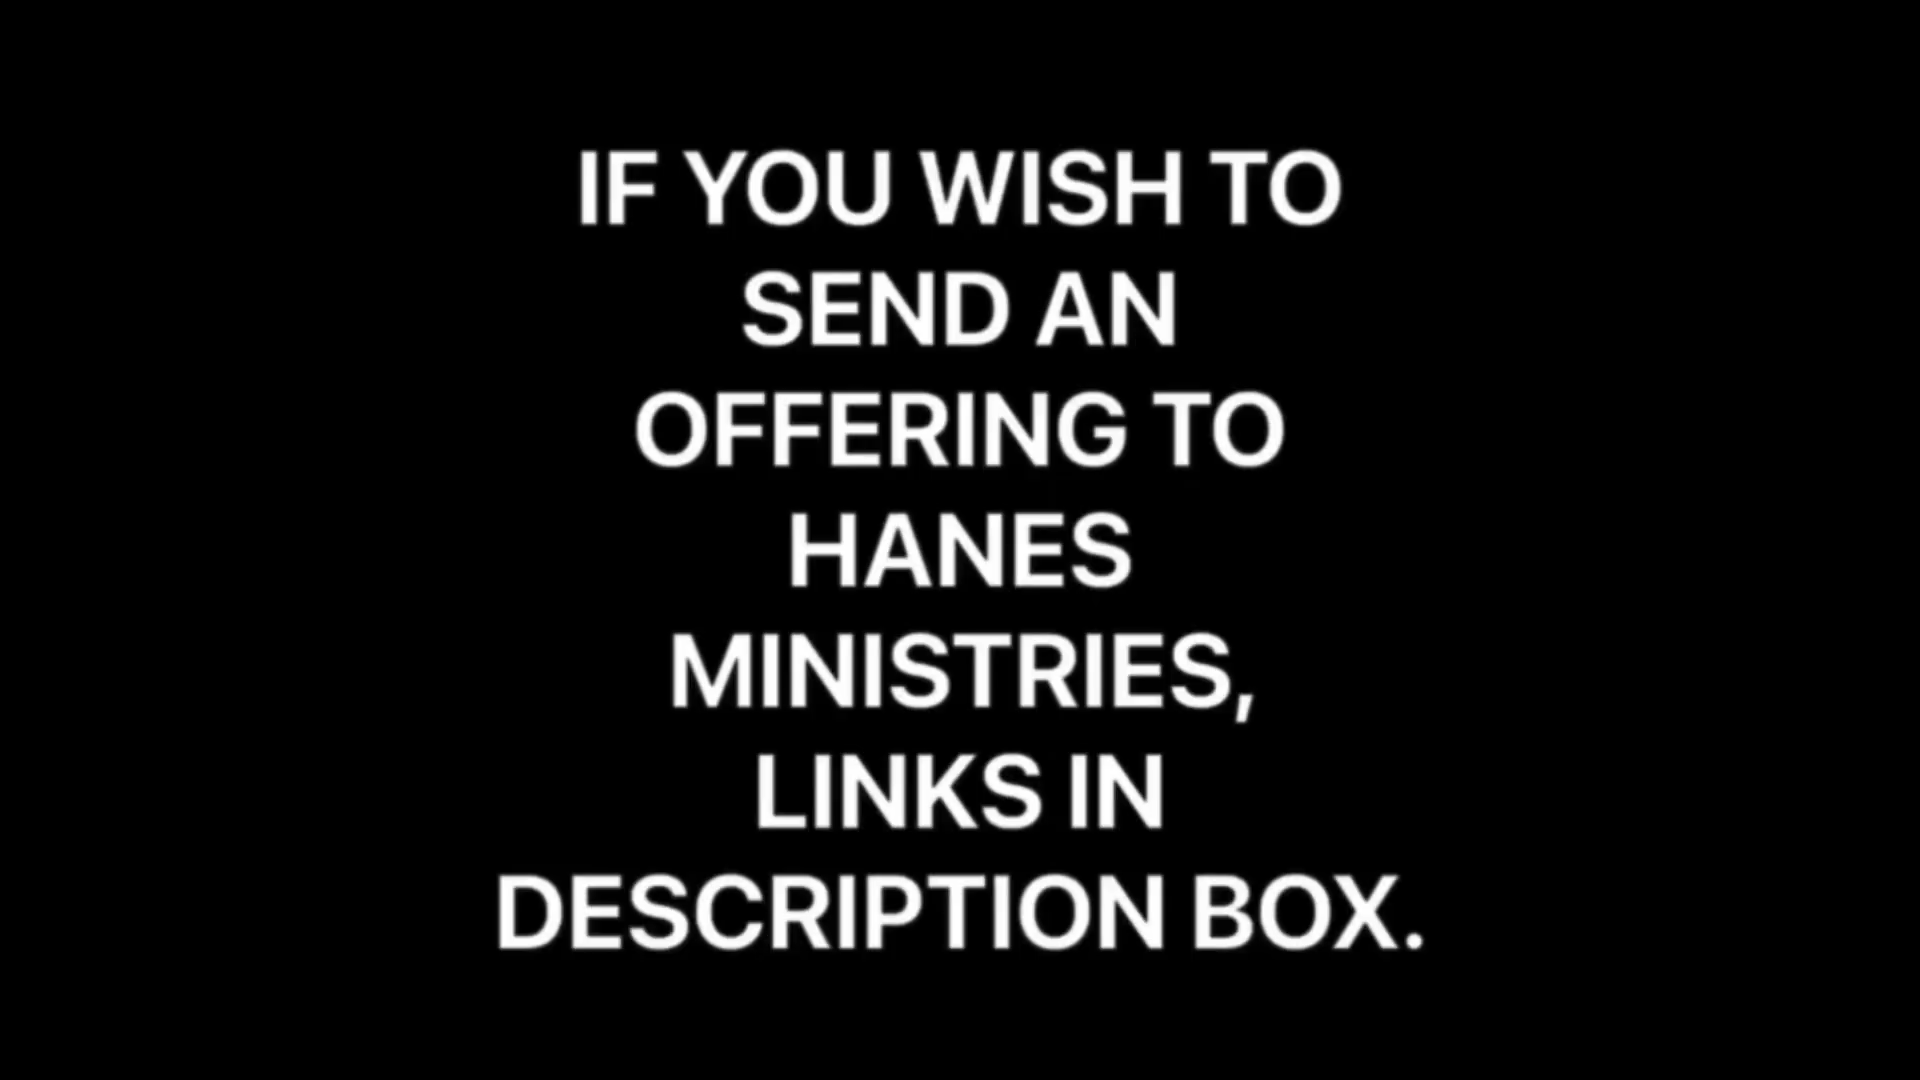 IF YOU WISH TO
SEND AN
OFFERING TO
HANES
MINISTRIES,
LINKS IN
DESCRIPTION BOX.